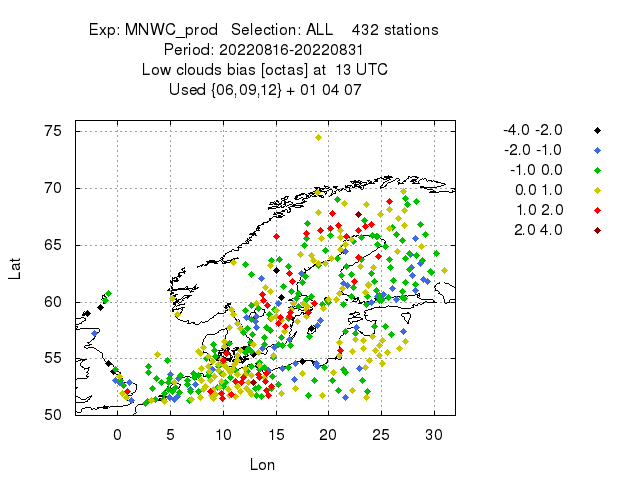 Exp: MNWC_prod Selection: ALL 432 stations
Period: 20220816-20220831
Low clouds bias [octas] at 13 UTC
Used {06,09,12} + 01 04 07
-4.0 -2.0
-2.0 -1.0
-1.0 0.0
0.0 1.0
1.0 2.0
2.0 4.0
75
70
65
60
55
50
Lat
0 5 10 15 20 25 30
Lon